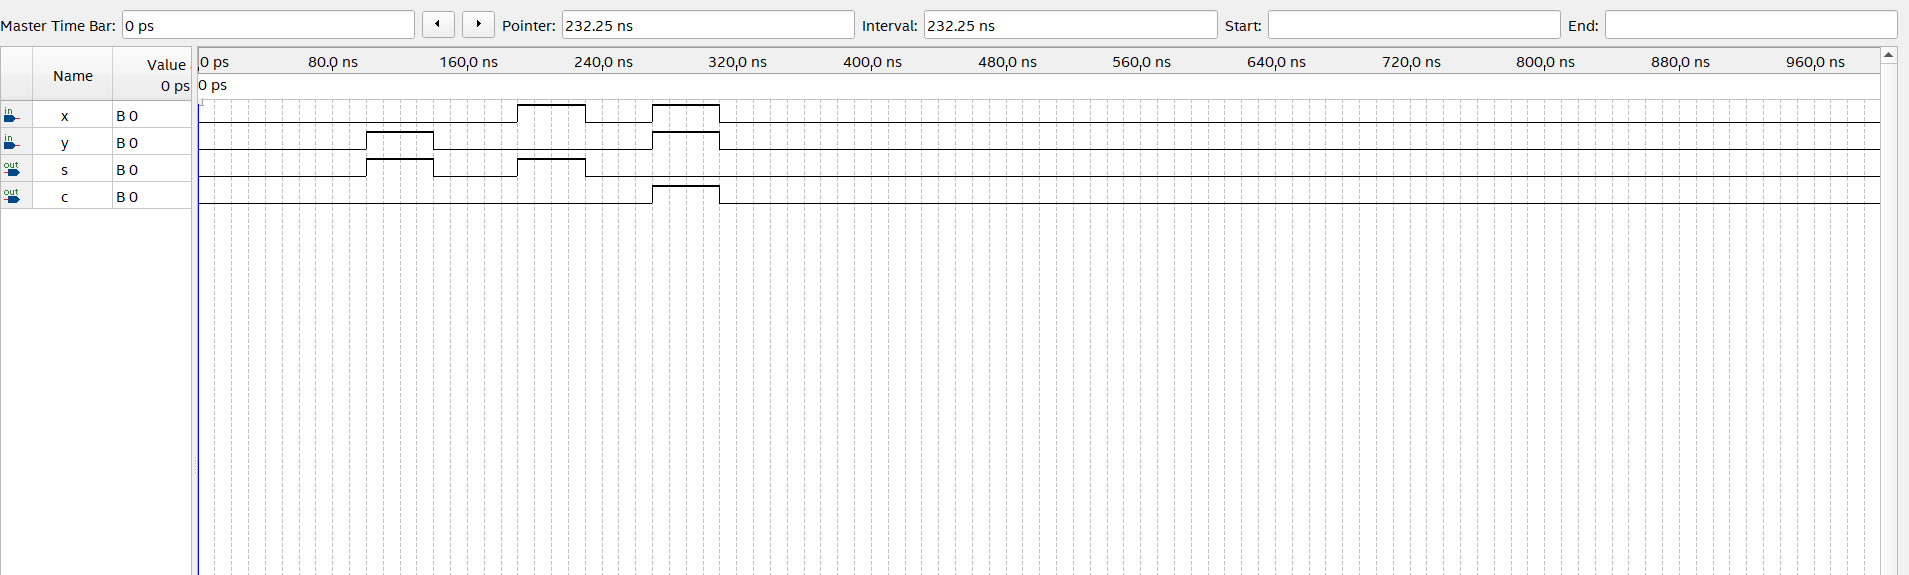 Master Time Bar: 0 ps Pointer: 232.25 ns Interval: 232.25 ns Start: End:
Name Value 0 ps
0 ps 80.0 ns 160.0 ns 240.0 ns 320.0 ns 400.0 ns 480.0 ns 560.0 ns 640.0 ns 720.0 ns 800.0 ns 880.0 ns 960.0 ns
0 ps
in x B 0
in y B 0
out s B 0
out c B 0